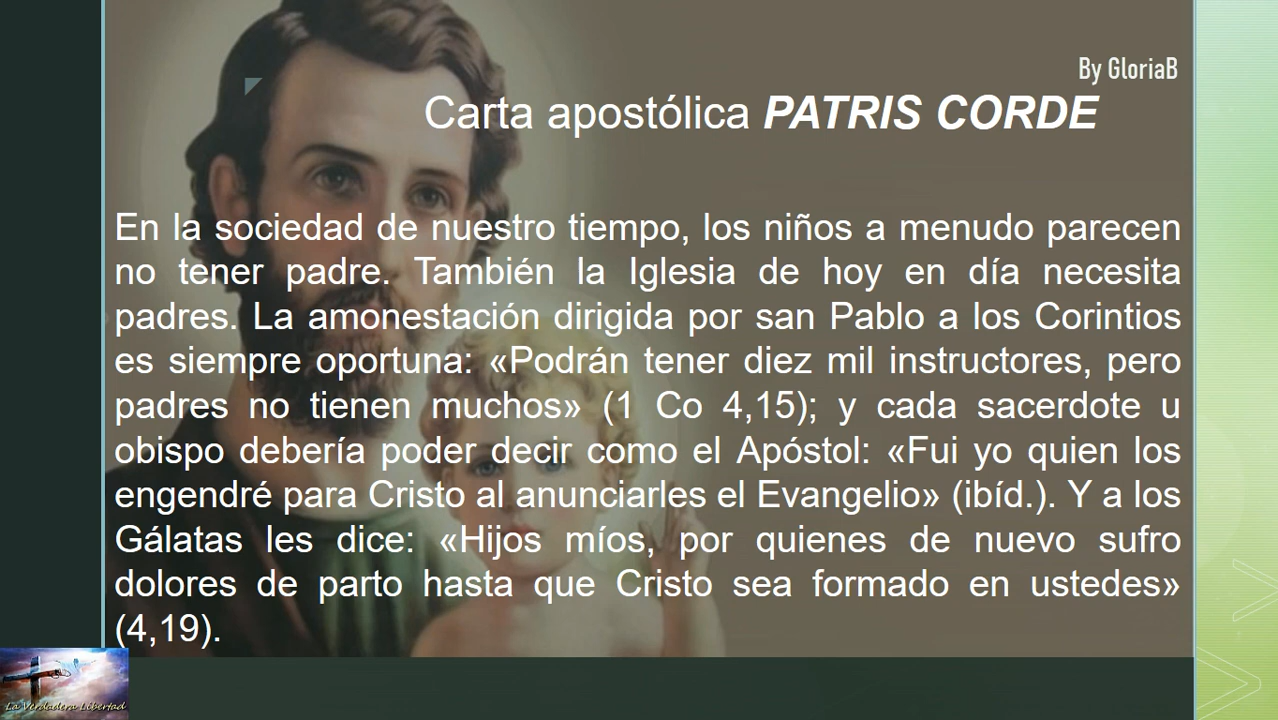 By GloriaB
Carta apostólica PATRIS CORDE
En la sociedad de nuestro tiempo, los niños a menudo parecen
no tener padre. También la Iglesia de hoy en día necesita
padres. La amonestación dirigida por san Pablo a los Corintios
es siempre oportuna: «Podrán tener diez mil instructores, pero
padres no tienen muchos» (1 Co 4,15); y cada sacerdote u
obispo debería poder decir como el Apóstol: «Fui yo quien los
engendré para Cristo al anunciarles el Evangelio» (ibíd.). Y a los
Gálatas les dice: «Hijos míos, por quienes de nuevo sufro
dolores de parto hasta que Cristo sea formado en ustedes»
(4,19).
La Verdadera Libertad